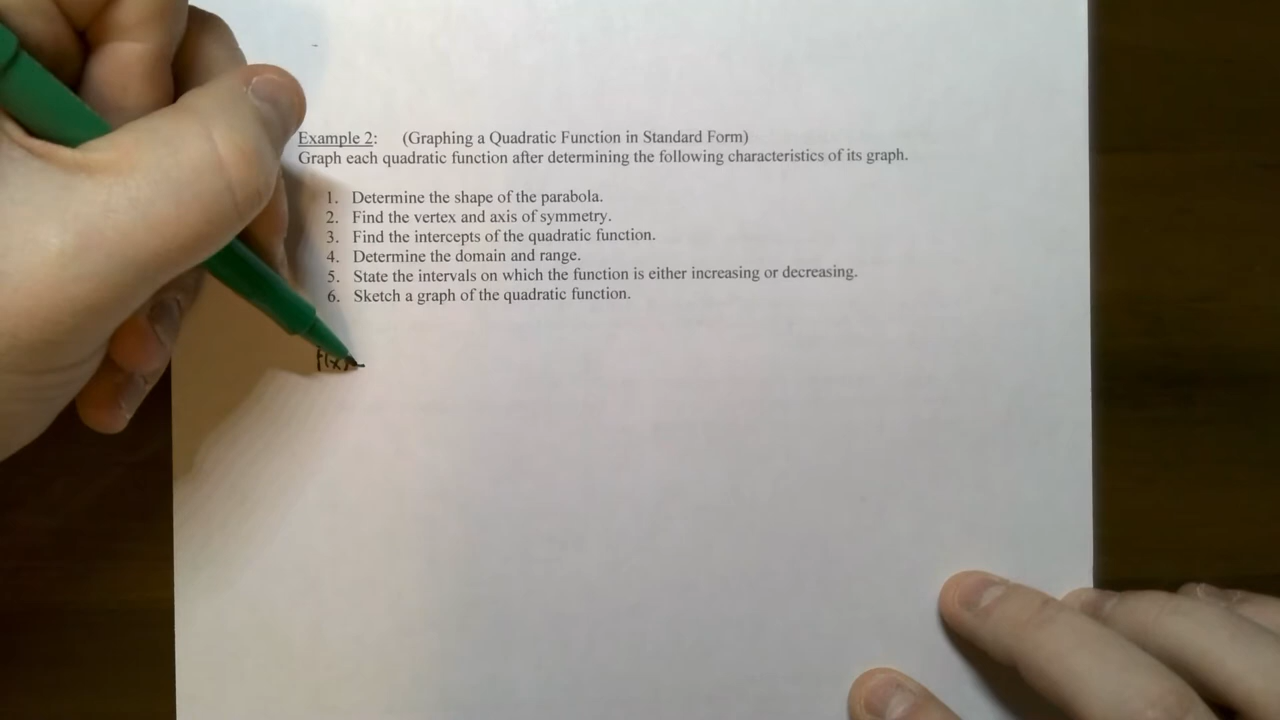 Example 2: (Graphing a Quadratic Function in Standard Form)
Graph each quadratic function after determining the following characteristics of its graph.
1. Determine the shape of the parabola.
2. Find the vertex and axis of symmetry.
3. Find the intercepts of the quadratic function.
4. Determine the domain and range.
5. State the intervals on which the function is either increasing or decreasing.
6. Sketch a graph of the quadratic function.
f(x)